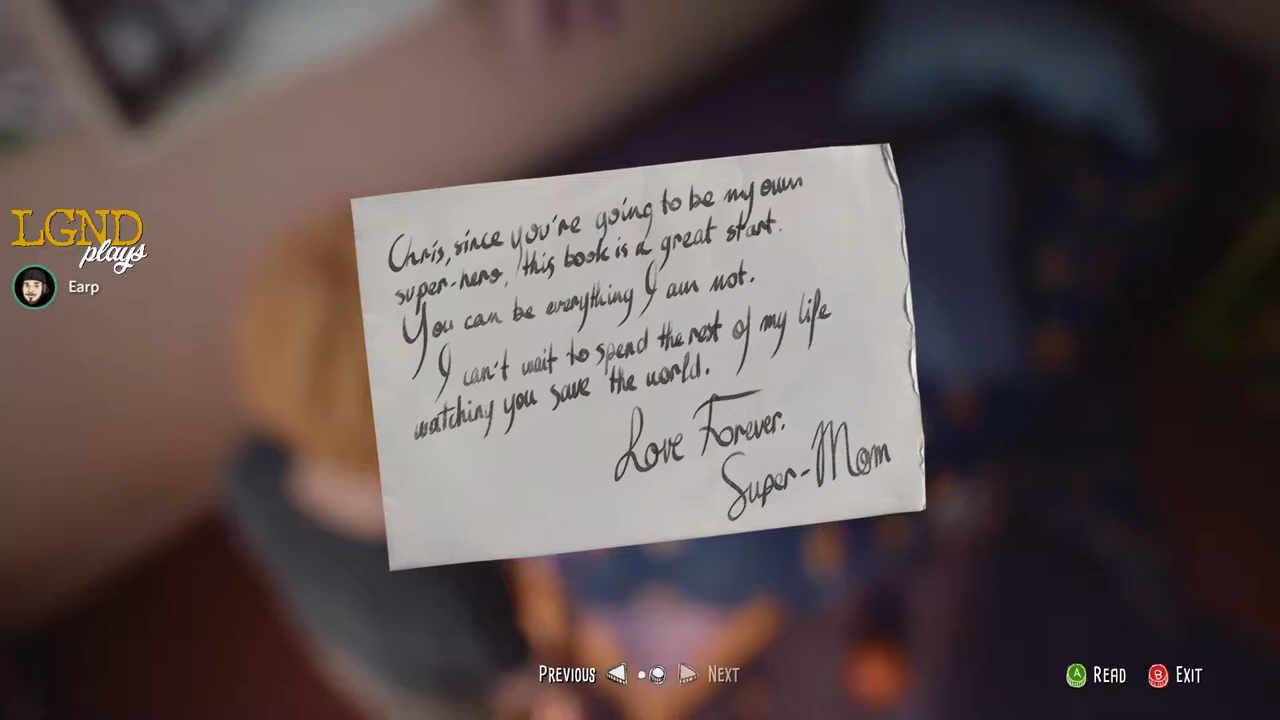 LGND
plays
Earp
Chris, since you're going to be my own
super-hero, this book is a great start.
You can be everything I am not.
I can't wait to spend the rest of my life
watching you save the world.
Love Forever.
Super-Mom
PREVIOUS NEXT
A READ B EXIT